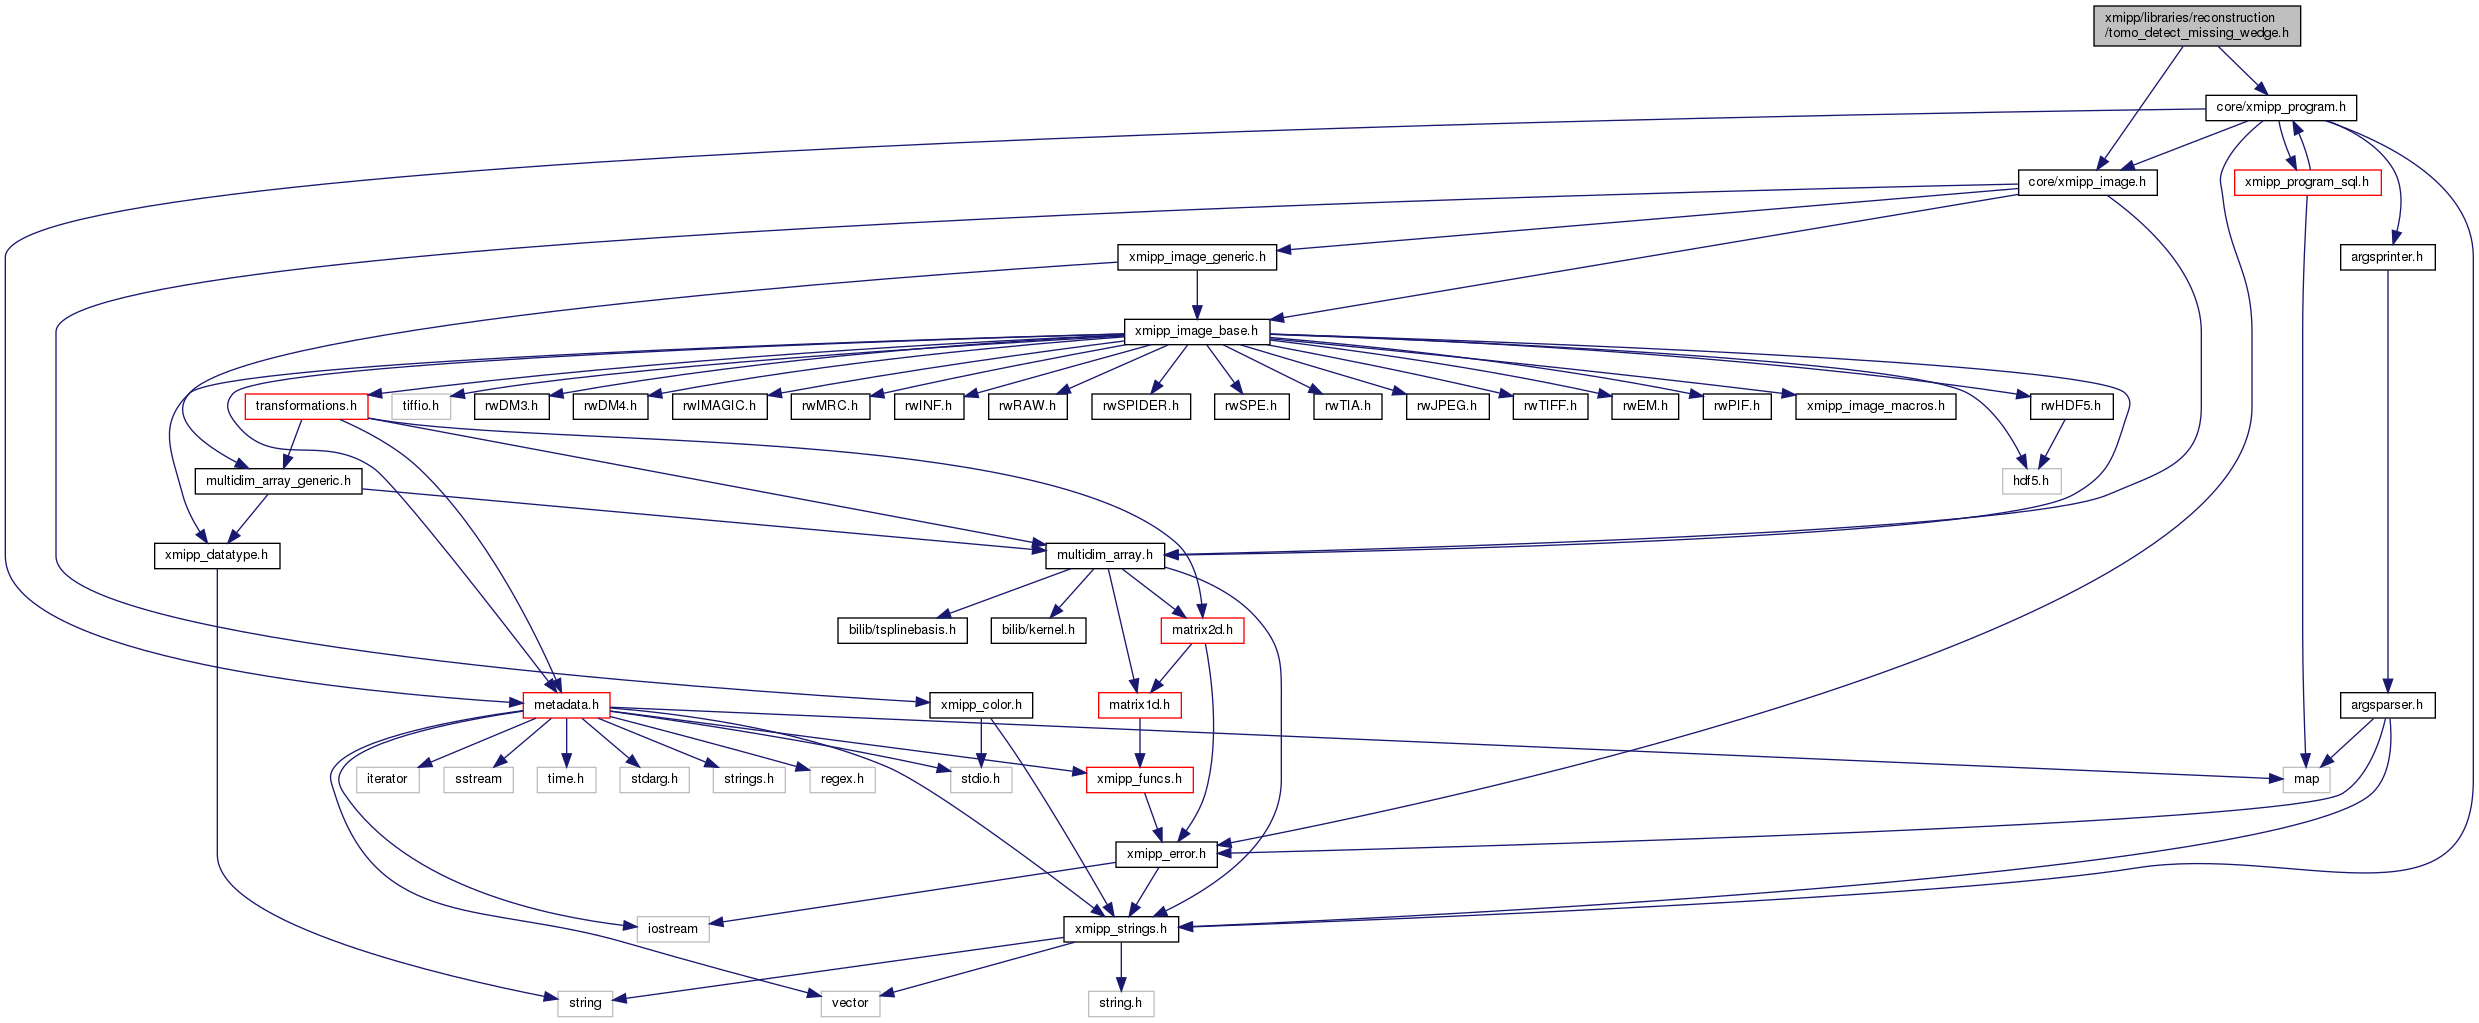 xmipp/libraries/reconstruction
/tomo_detect_missing_wedge.h
core/xmipp_program.h
core/xmipp_image.h
xmipp_program_sql.h
xmipp_image_generic.h
argsprinter.h
xmipp_image_base.h
transformations.h
tiffio.h
rwDM3.h
rwDM4.h
rwIMAGIC.h
rwMRC.h
rwINF.h
rwRAW.h
rwSPIDER.h
rwSPE.h
rwTIA.h
rwJPEG.h
rwTIFF.h
rwEM.h
rwPIF.h
xmipp_image_macros.h
rwHDF5.h
multidim_array_generic.h
hdf5.h
xmipp_datatype.h
multidim_array.h
bilib/tsplinebasis.h
bilib/kernel.h
matrix2d.h
metadata.h
xmipp_color.h
matrix1d.h
argsparser.h
iterator
sstream
time.h
stdarg.h
strings.h
regex.h
stdio.h
xmipp_funcs.h
map
xmipp_error.h
iostream
xmipp_strings.h
string
vector
string.h